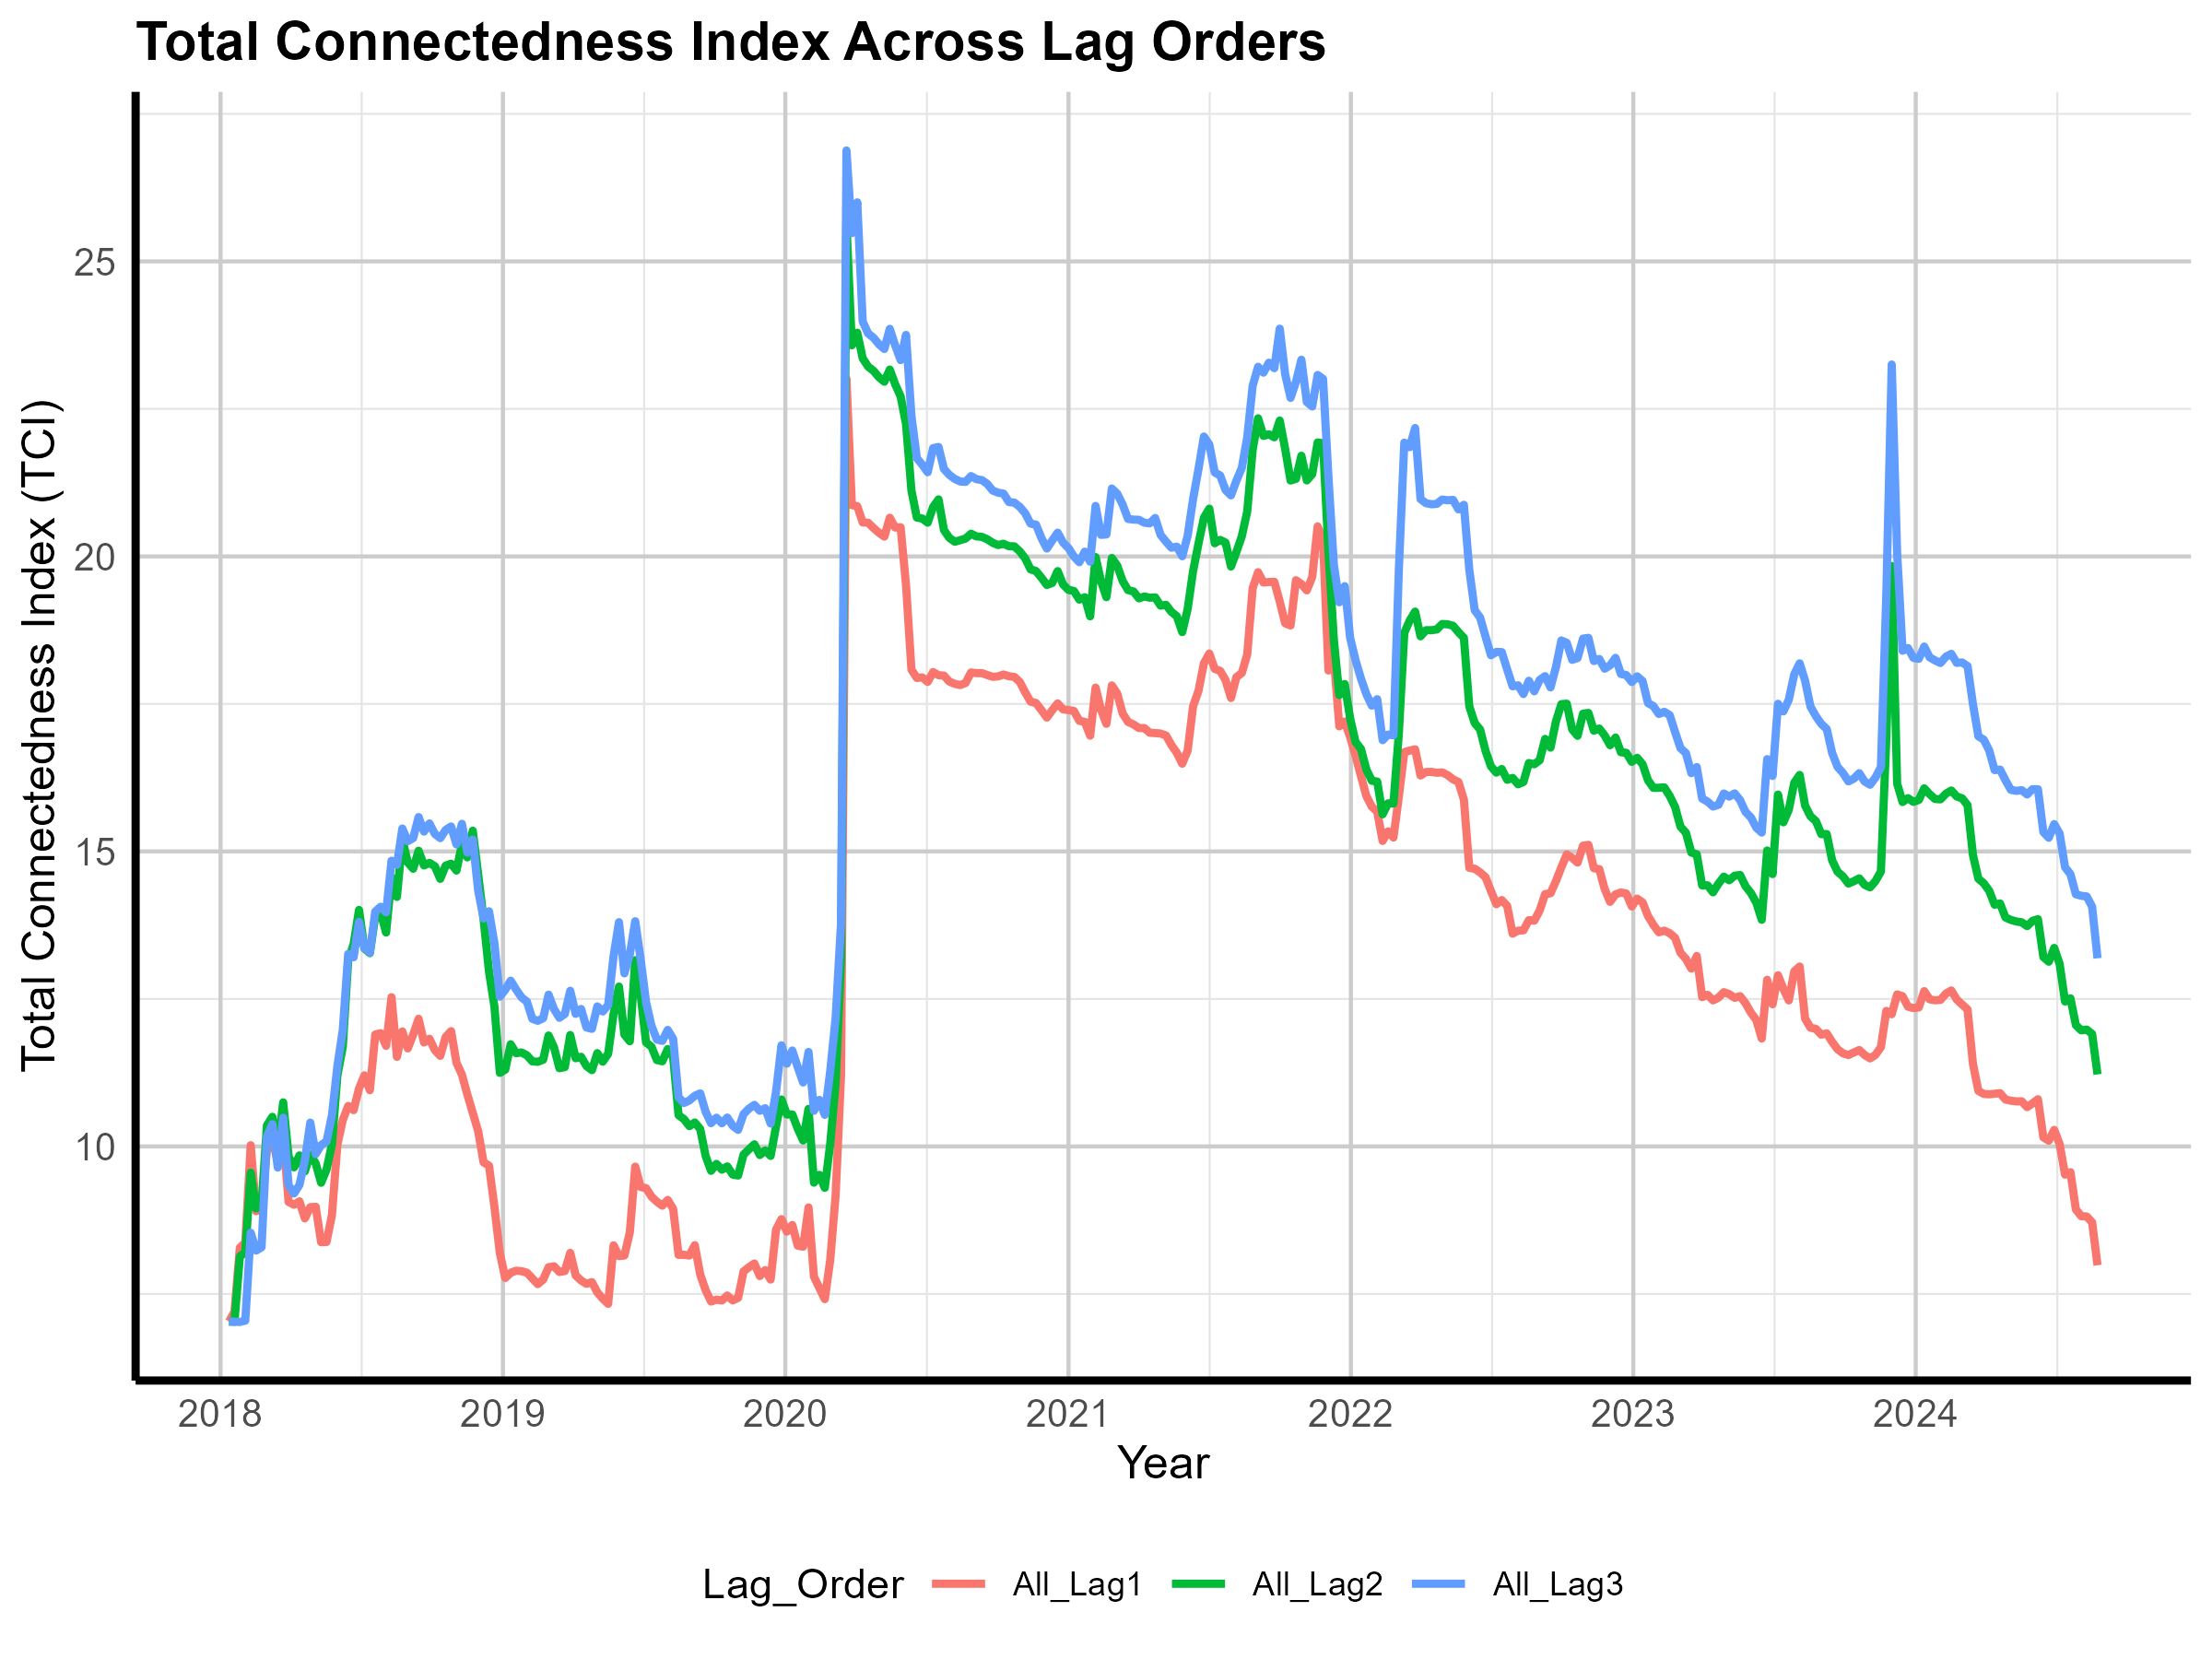 Total Connectedness Index Across Lag Orders
Total Connectedness Index (TCI)
25
20
15
10
2018 2019 2020 2021 2022 2023 2024
Year
Lag_Order All_Lag1 All_Lag2 All_Lag3